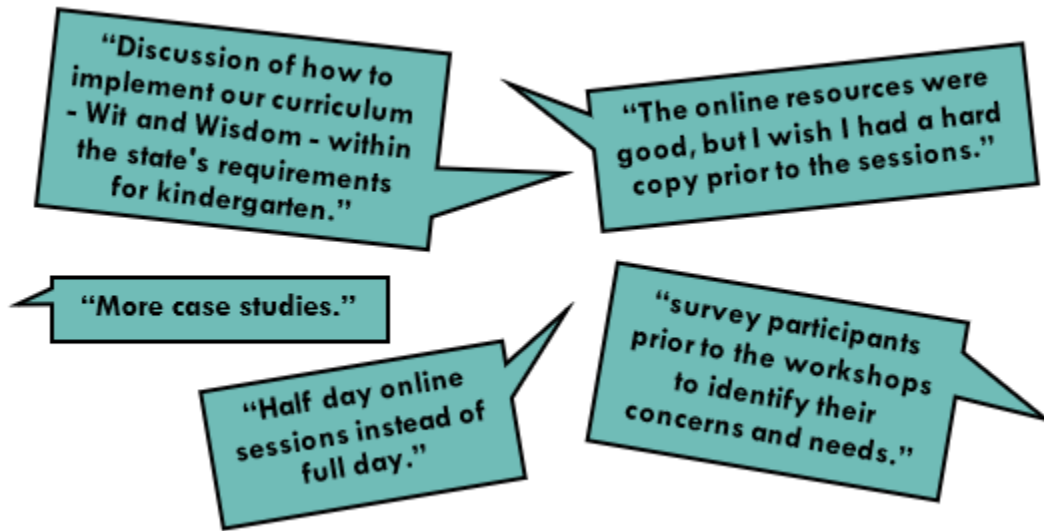 “Discussion of how to
implement our curriculum
- Wit and Wisdom - within
the state's requirements
for kindergarten.”
“The online resources were
good, but I wish I had a hard
copy prior to the sessions.”
“More case studies.”
“Half day online
sessions instead of
full day.”
“survey participants
prior to the workshops
to identify their
concerns and needs.”